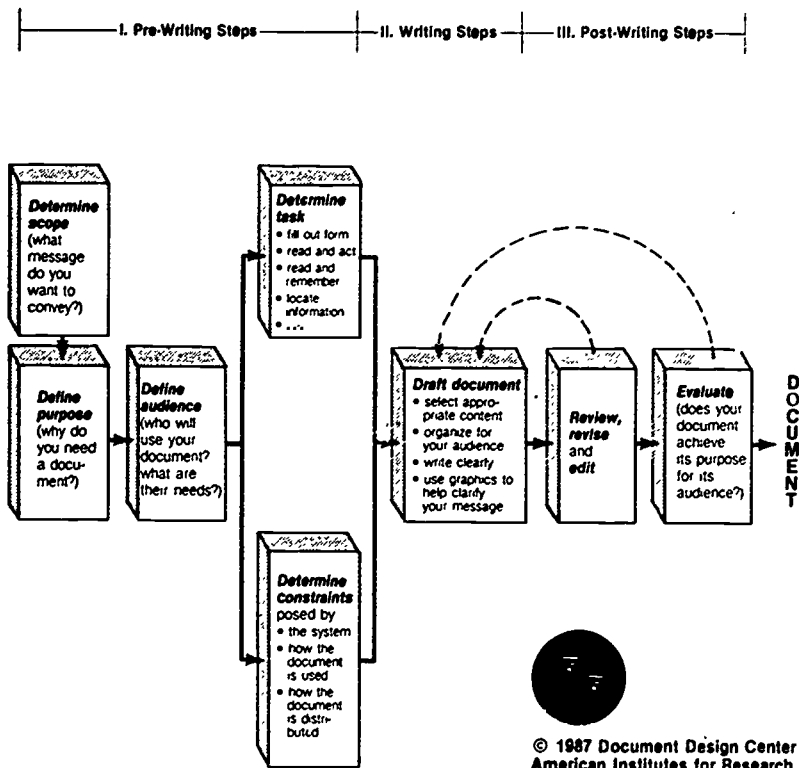 I. Pre-Writing Steps
II. Writing Steps
III. Post-Writing Steps
Determine
scope
(what
message
do you
want to
convey?)
Define
purpose
(why do
you need
a docu-
ment?)
Define
audience
(who will
use your
document?
what are
their needs?)
Determine
task
• fill out form
• read and act
• read and
remember
• locate
information
• ...
Determine
constraints
posed by
• the system
• how the
document
is used
• how the
document
is distri-
buted
Draft document
• select appro-
priate content
• organize for
your audience
• write clearly
• use graphics to
help clarify
your message
Review,
revise
and
edit
Evaluate
(does your
document
achieve
its purpose
for its
audience?)
DOCUMENT
© 1987 Document Design Center
American Institutes for Research